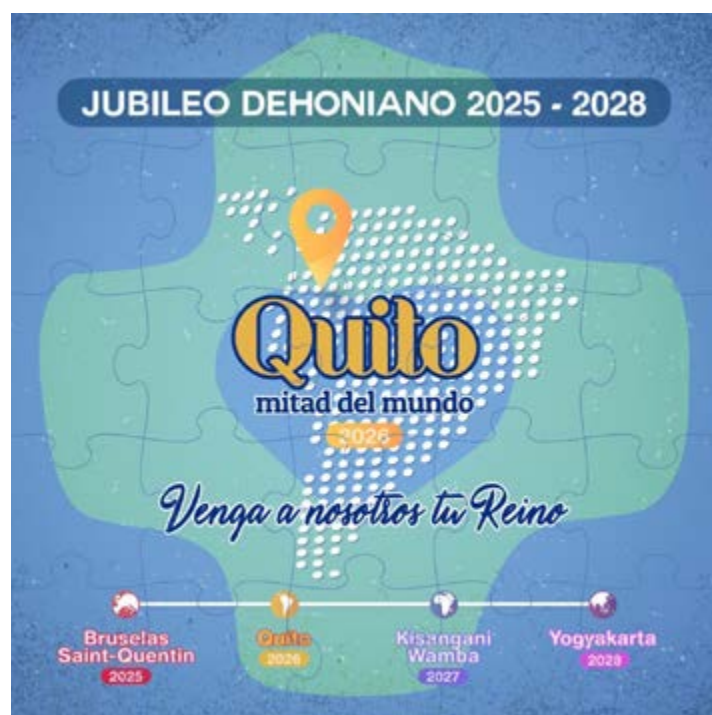 JUBILEO DEHONIANO 2025 - 2028
Quito
mitad del mundo
2026
Venga a nosotros tu Reino
Bruselas
Saint-Quentin
2025
Quito
2026
Kisangani
Wamba
2027
Yogyakarta
2028